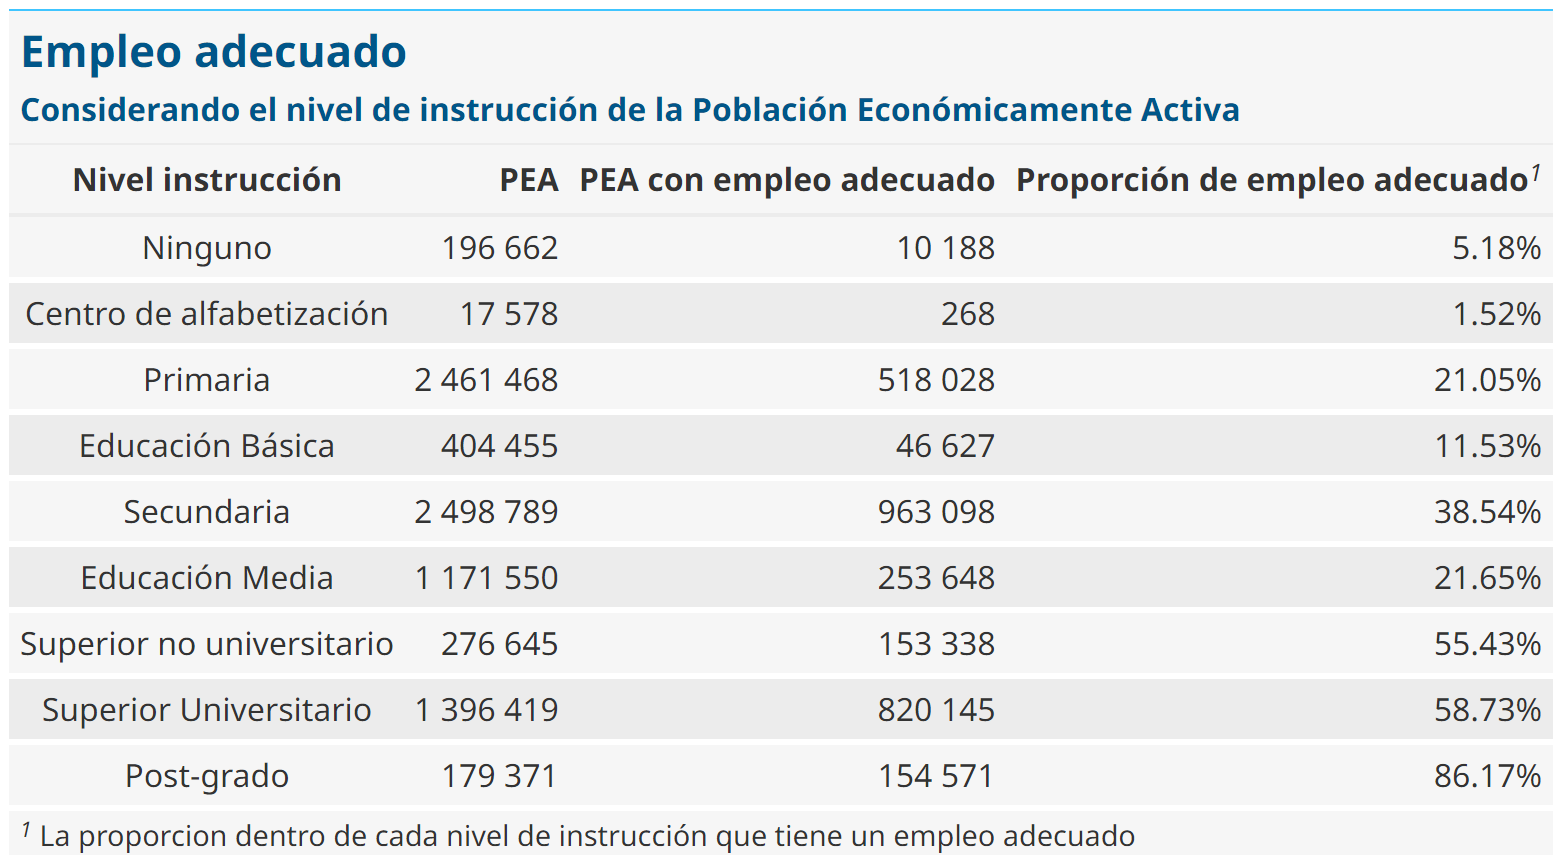 Empleo adecuado
Considerando el nivel de instrucción de la Población Económicamente Activa
Nivel instrucción PEA PEA con empleo adecuado Proporción de empleo adecuado1
Ninguno 196 662 10 188 5.18%
Centro de alfabetización 17 578 268 1.52%
Primaria 2 461 468 518 028 21.05%
Educación Básica 404 455 46 627 11.53%
Secundaria 2 498 789 963 098 38.54%
Educación Media 1 171 550 253 648 21.65%
Superior no universitario 276 645 153 338 55.43%
Superior Universitario 1 396 419 820 145 58.73%
Post-grado 179 371 154 571 86.17%
1 La proporcion dentro de cada nivel de instrucción que tiene un empleo adecuado